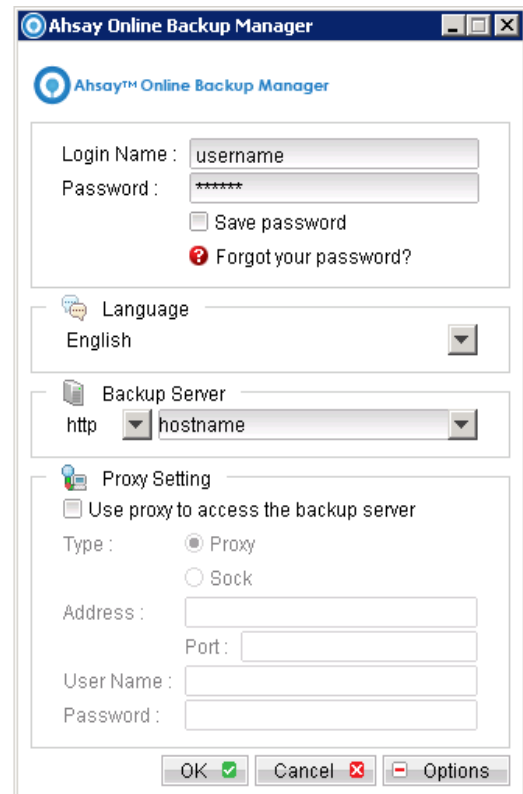 Ahsay Online Backup Manager
Ahsay™ Online Backup Manager
Login Name : username
Password : ******
Save password
Forgot your password?
Language
English
Backup Server
http hostname
Proxy Setting
Use proxy to access the backup server
Type : Proxy
Sock
Address :
Port :
User Name :
Password :
OK Cancel Options